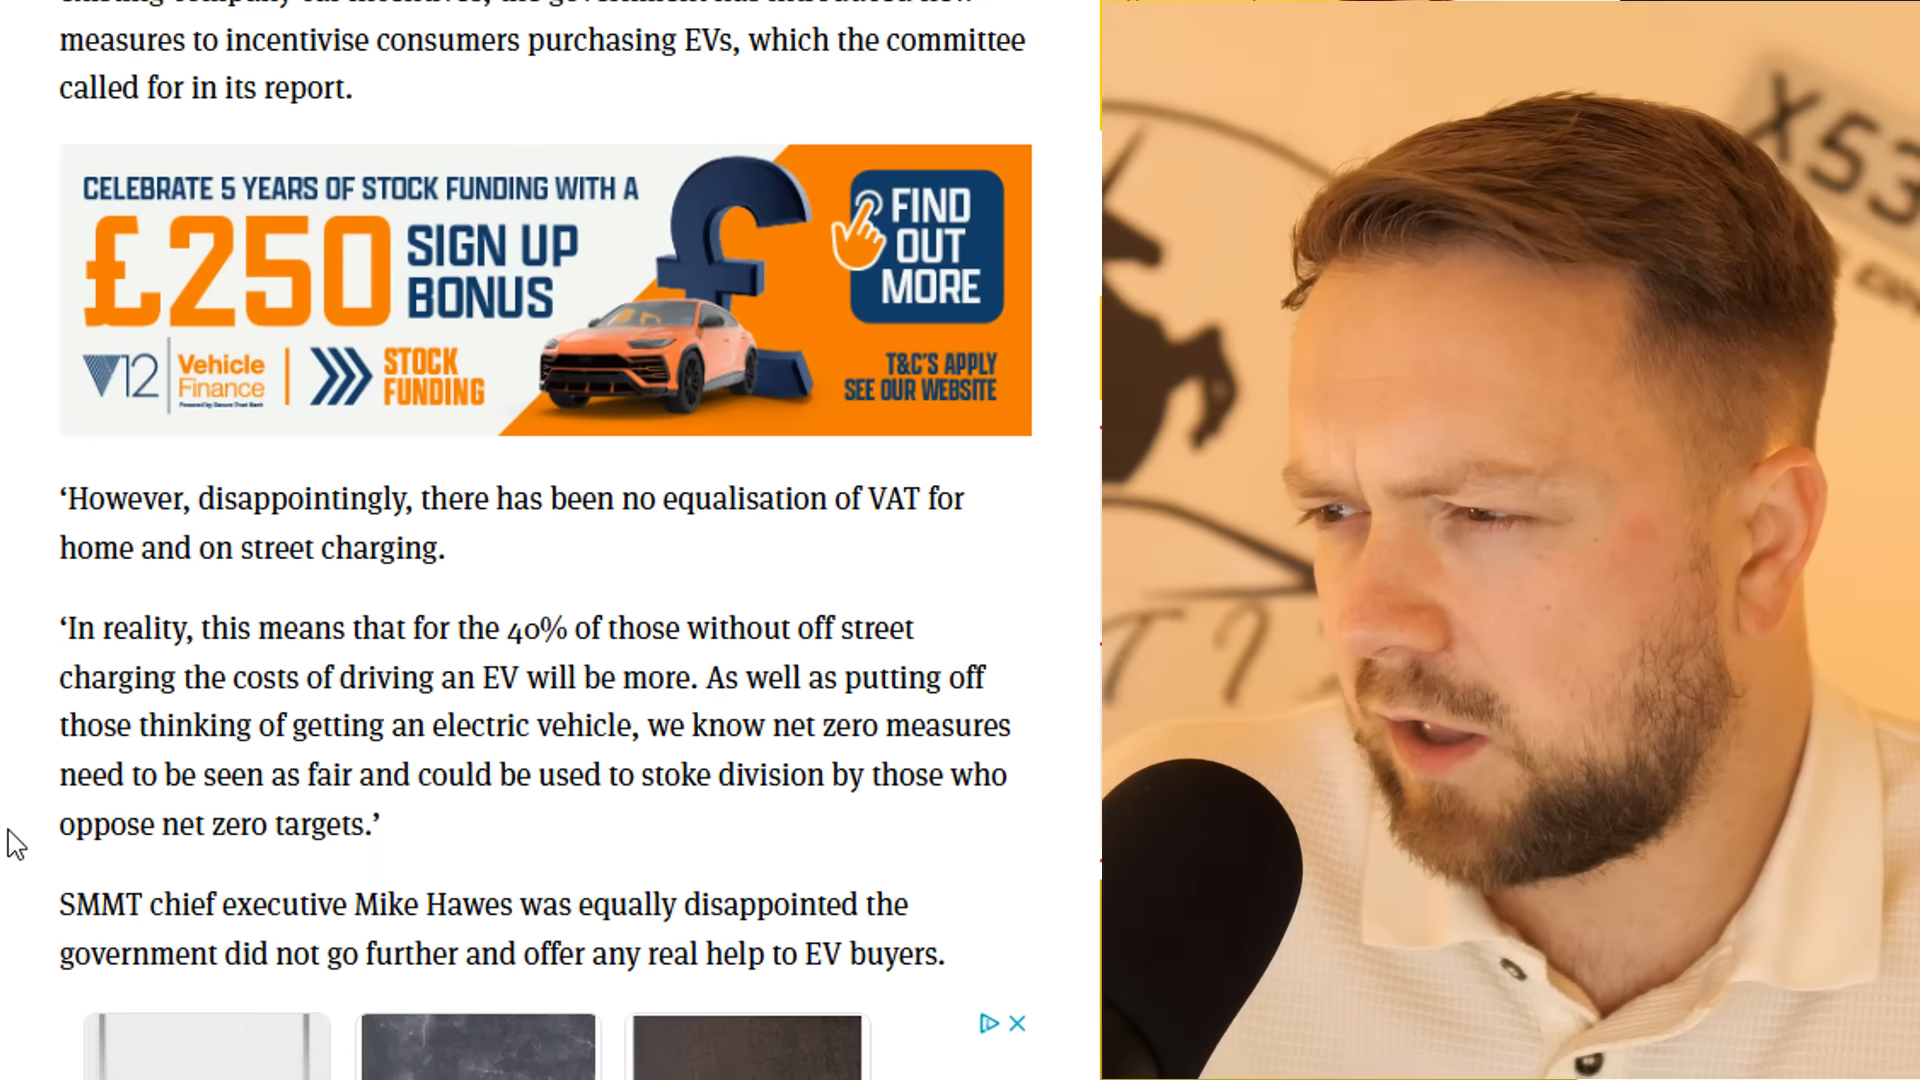 measures to incentivise consumers purchasing EVs, which the committee
called for in its report.
CELEBRATE 5 YEARS OF STOCK FUNDING WITH A
£250 SIGN UP BONUS
V12 Vehicle Finance
STOCK FUNDING
FIND OUT MORE
T&C'S APPLY
SEE OUR WEBSITE
‘However, disappointingly, there has been no equalisation of VAT for
home and on street charging.
‘In reality, this means that for the 40% of those without off street
charging the costs of driving an EV will be more. As well as putting off
those thinking of getting an electric vehicle, we know net zero measures
need to be seen as fair and could be used to stoke division by those who
oppose net zero targets.’
SMMT chief executive Mike Hawes was equally disappointed the
government did not go further and offer any real help to EV buyers.
X53